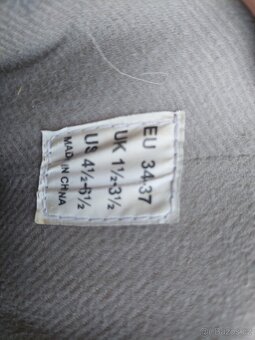 EU 34-37
UK 1½-3½
US 4½-6½
MADE IN CHINA